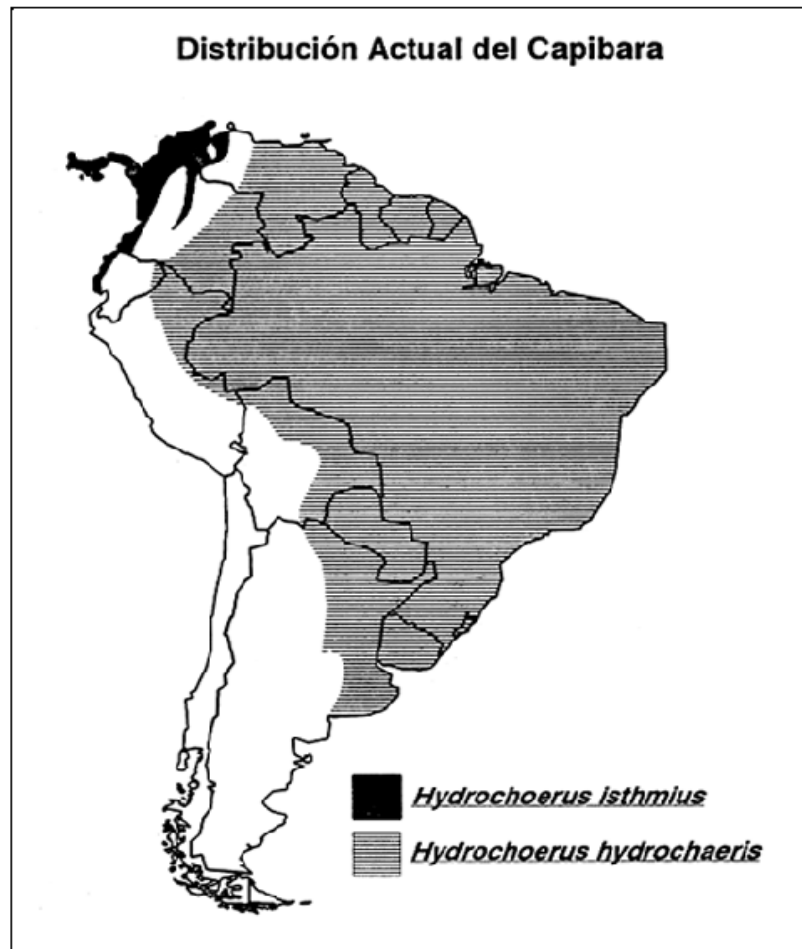 Distribución Actual del Capibara
Hydrochoerus isthmius
Hydrochoerus hydrochaeris